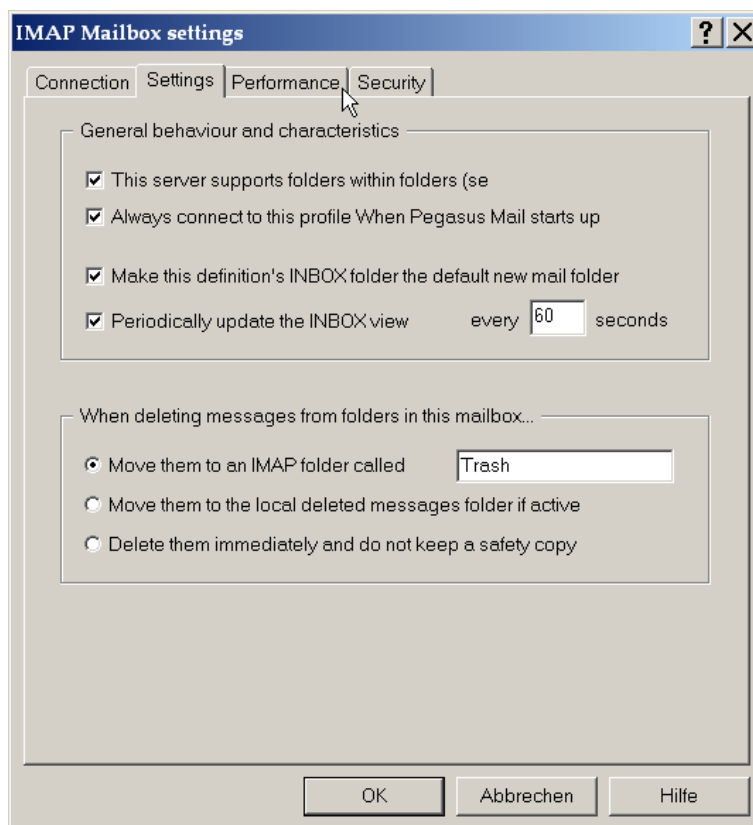 IMAP Mailbox settings
Connection Settings Performance Security
General behaviour and characteristics
This server supports folders within folders (se
Always connect to this profile When Pegasus Mail starts up
Make this definition's INBOX folder the default new mail folder
Periodically update the INBOX view every 60 seconds
When deleting messages from folders in this mailbox...
Move them to an IMAP folder called Trash
Move them to the local deleted messages folder if active
Delete them immediately and do not keep a safety copy
OK Abbrechen Hilfe